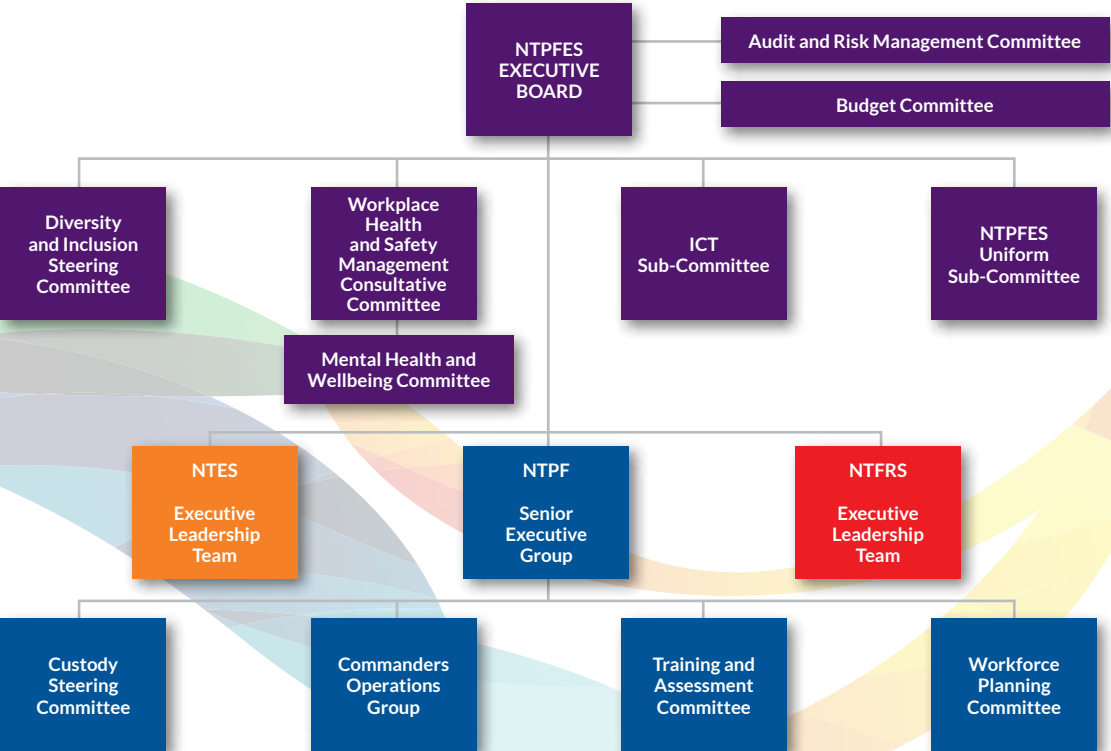 NTPFES
EXECUTIVE
BOARD
Audit and Risk Management Committee
Budget Committee
Diversity
and Inclusion
Steering
Committee
Workplace
Health
and Safety
Management
Consultative
Committee
ICT
Sub-Committee
NTPFES
Uniform
Sub-Committee
Mental Health and
Wellbeing Committee
NTES
Executive
Leadership
Team
NTPF
Senior
Executive
Group
NTFRS
Executive
Leadership
Team
Custody
Steering
Committee
Commanders
Operations
Group
Training and
Assessment
Committee
Workforce
Planning
Committee